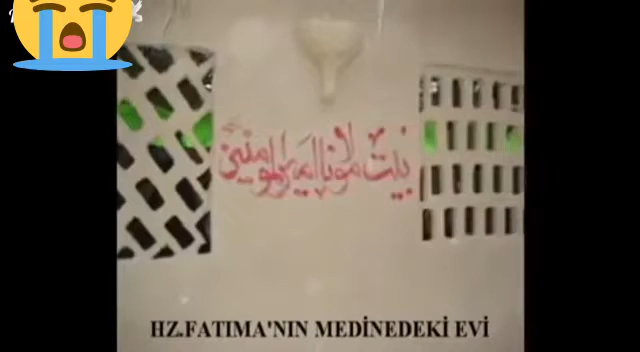 بيت مولانا امير المومنين
HZ.FATIMA'NIN MEDİNEDEKİ EVİ